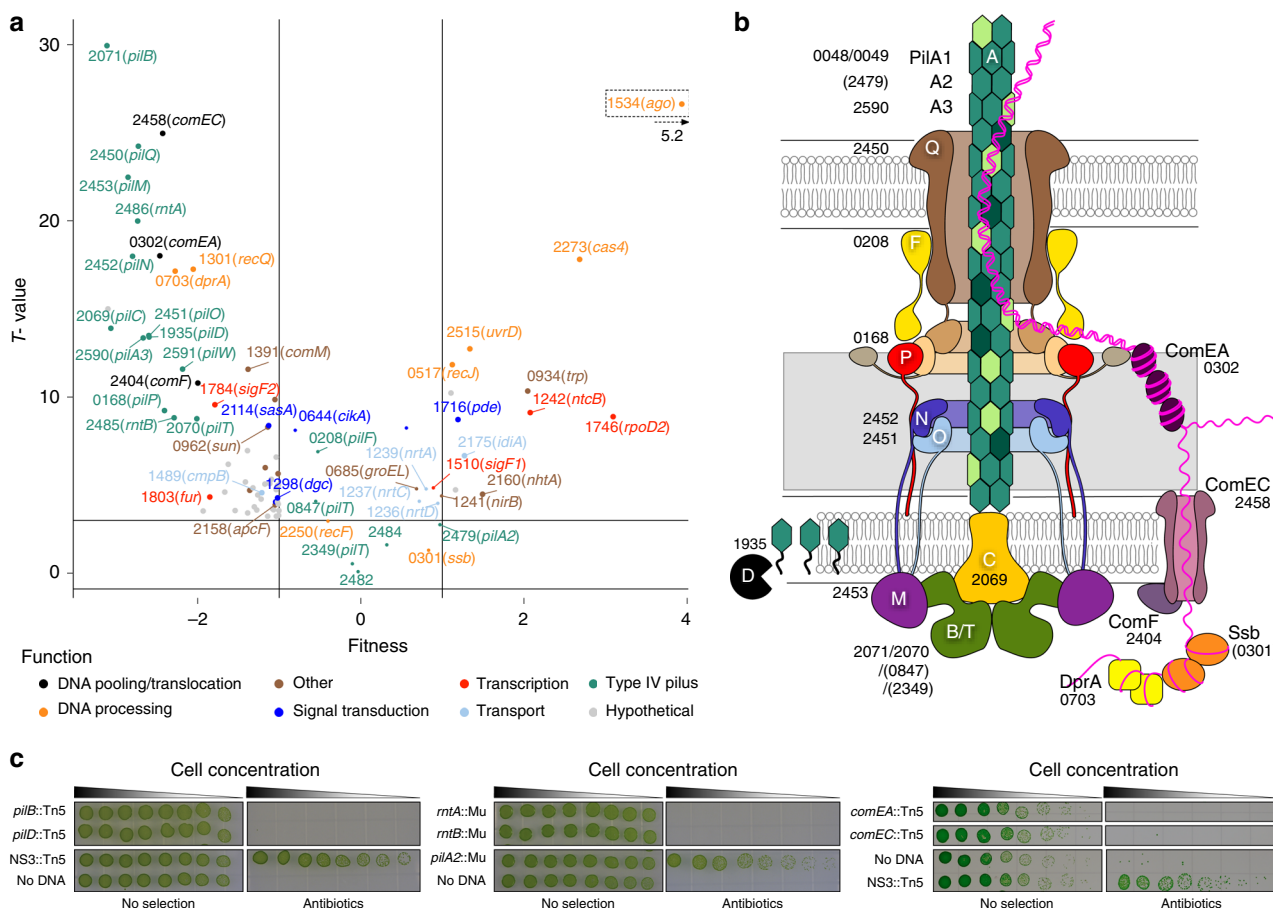 a
T- value
30
20
10
0
−2
0
2
4
Fitness
2071(pilB)
2458(comEC)
2450(pilQ)
2453(pilM)
2486(rntA)
0302(comEA)
1301(recQ)
2452(pilN)
0703(dprA)
1534(ago)
5.2
2273(cas4)
2069(pilC)
2451(pilO)
1935(pilD)
2590(pilA3)
2591(pilW)
1391(comM)
2404(comF)
1784(sigF2)
0168(pilP)
2114(sasA)
0644(cikA)
2485(rntB)
2070(pilT)
0962(sun)
0208(pilF)
1239(nrtA)
0685(groEL)
1489(cmpB)
1298(dgc)
1237(nrtC)
1803(fur)
0847(pilT)
1236(nrtD)
2158(apcF)
2250(recF)
2484
2349(pilT)
2482
0301(ssb)
2479(pilA2)
1241(nirB)
2160(nhtA)
1510(sigF1)
2175(idiA)
1716(pde)
1746(rpoD2)
1242(ntcB)
0934(trp)
0517(recJ)
2515(uvrD)
Function
DNA pooling/translocation
Other
Transcription
Type IV pilus
DNA processing
Signal transduction
Transport
Hypothetical
b
0048/0049 PilA1
A
(2479) A2
2590 A3
2450
Q
0208
F
0168
P
ComEA
0302
2452
N
2451
O
ComEC
2458
1935
D
C
2069
2453
M
B/T
ComF
2404
2071/2070
/(0847)
/(2349)
Ssb
(0301
DprA
0703
c
Cell concentration
pilB::Tn5
pilD::Tn5
NS3::Tn5
No DNA
No selection
Antibiotics
Cell concentration
rntA::Mu
rntB::Mu
pilA2::Mu
No DNA
No selection
Antibiotics
Cell concentration
comEA::Tn5
comEC::Tn5
No DNA
NS3::Tn5
No selection
Antibiotics